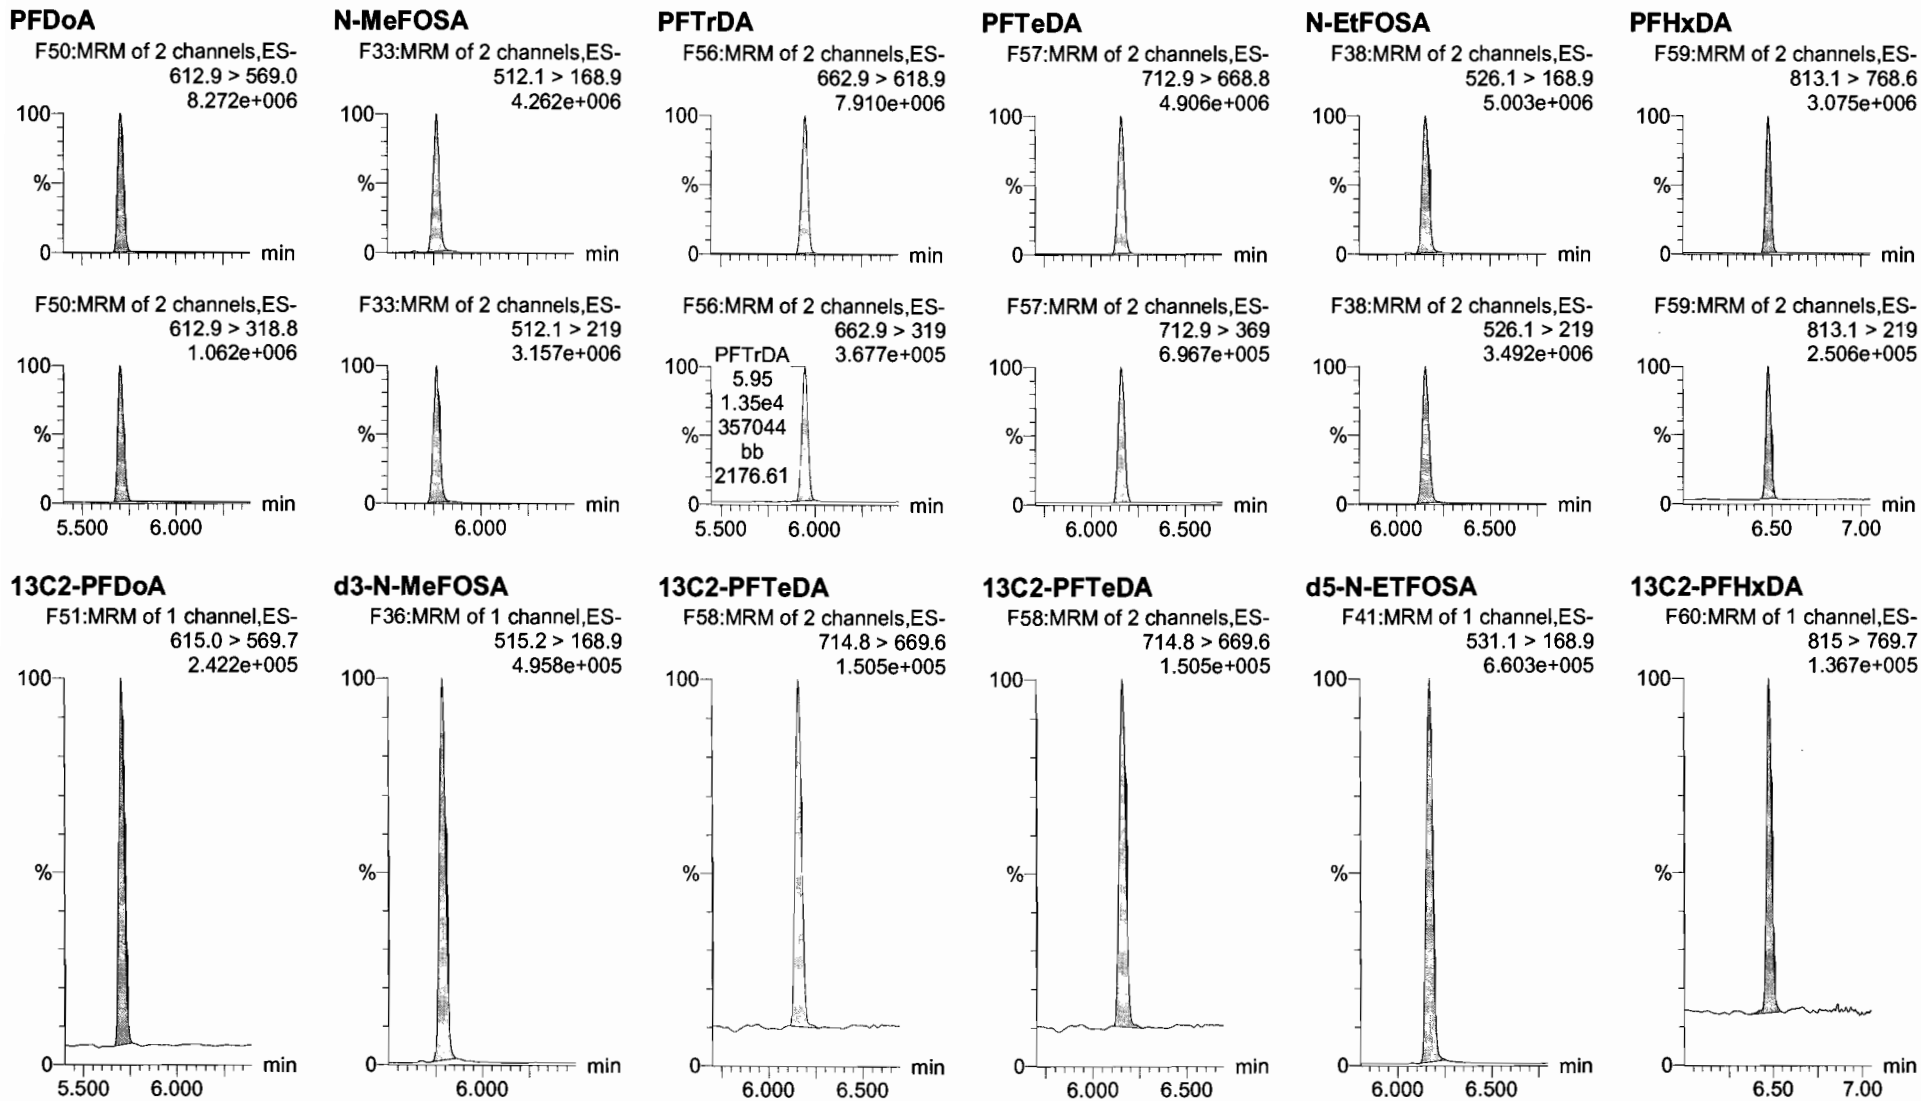 PFDoA
F50:MRM of 2 channels,ES-
612.9 > 569.0
8.272e+006
100
%
0
min
F50:MRM of 2 channels,ES-
612.9 > 318.8
1.062e+006
100
%
0
min
5.500 6.000
N-MeFOSA
F33:MRM of 2 channels,ES-
512.1 > 168.9
4.262e+006
100
%
0
min
F33:MRM of 2 channels,ES-
512.1 > 219
3.157e+006
100
%
0
min
6.000
PFTrDA
F56:MRM of 2 channels,ES-
662.9 > 618.9
7.910e+006
100
%
0
min
F56:MRM of 2 channels,ES-
662.9 > 319
3.677e+005
100
PFTrDA
5.95
1.35e4
357044
bb
2176.61
%
0
min
5.500 6.000
PFTeDA
F57:MRM of 2 channels,ES-
712.9 > 668.8
4.906e+006
100
%
0
min
F57:MRM of 2 channels,ES-
712.9 > 369
6.967e+005
100
%
0
min
6.000 6.500
N-EtFOSA
F38:MRM of 2 channels,ES-
526.1 > 168.9
5.003e+006
100
%
0
min
F38:MRM of 2 channels,ES-
526.1 > 219
3.492e+006
100
%
0
min
6.000 6.500
PFHxDA
F59:MRM of 2 channels,ES-
813.1 > 768.6
3.075e+006
100
%
0
min
F59:MRM of 2 channels,ES-
813.1 > 219
2.506e+005
100
%
0
min
6.50 7.00
13C2-PFDoA
F51:MRM of 1 channel,ES-
615.0 > 569.7
2.422e+005
100
%
0
min
5.500 6.000
d3-N-MeFOSA
F36:MRM of 1 channel,ES-
515.2 > 168.9
4.958e+005
100
%
0
min
6.000
13C2-PFTeDA
F58:MRM of 2 channels,ES-
714.8 > 669.6
1.505e+005
100
%
0
min
6.000 6.500
13C2-PFTeDA
F58:MRM of 2 channels,ES-
714.8 > 669.6
1.505e+005
100
%
0
min
6.000 6.500
d5-N-ETFOSA
F41:MRM of 1 channel,ES-
531.1 > 168.9
6.603e+005
100
%
0
min
6.000 6.500
13C2-PFHxDA
F60:MRM of 1 channel,ES-
815 > 769.7
1.367e+005
100
%
0
min
6.50 7.00